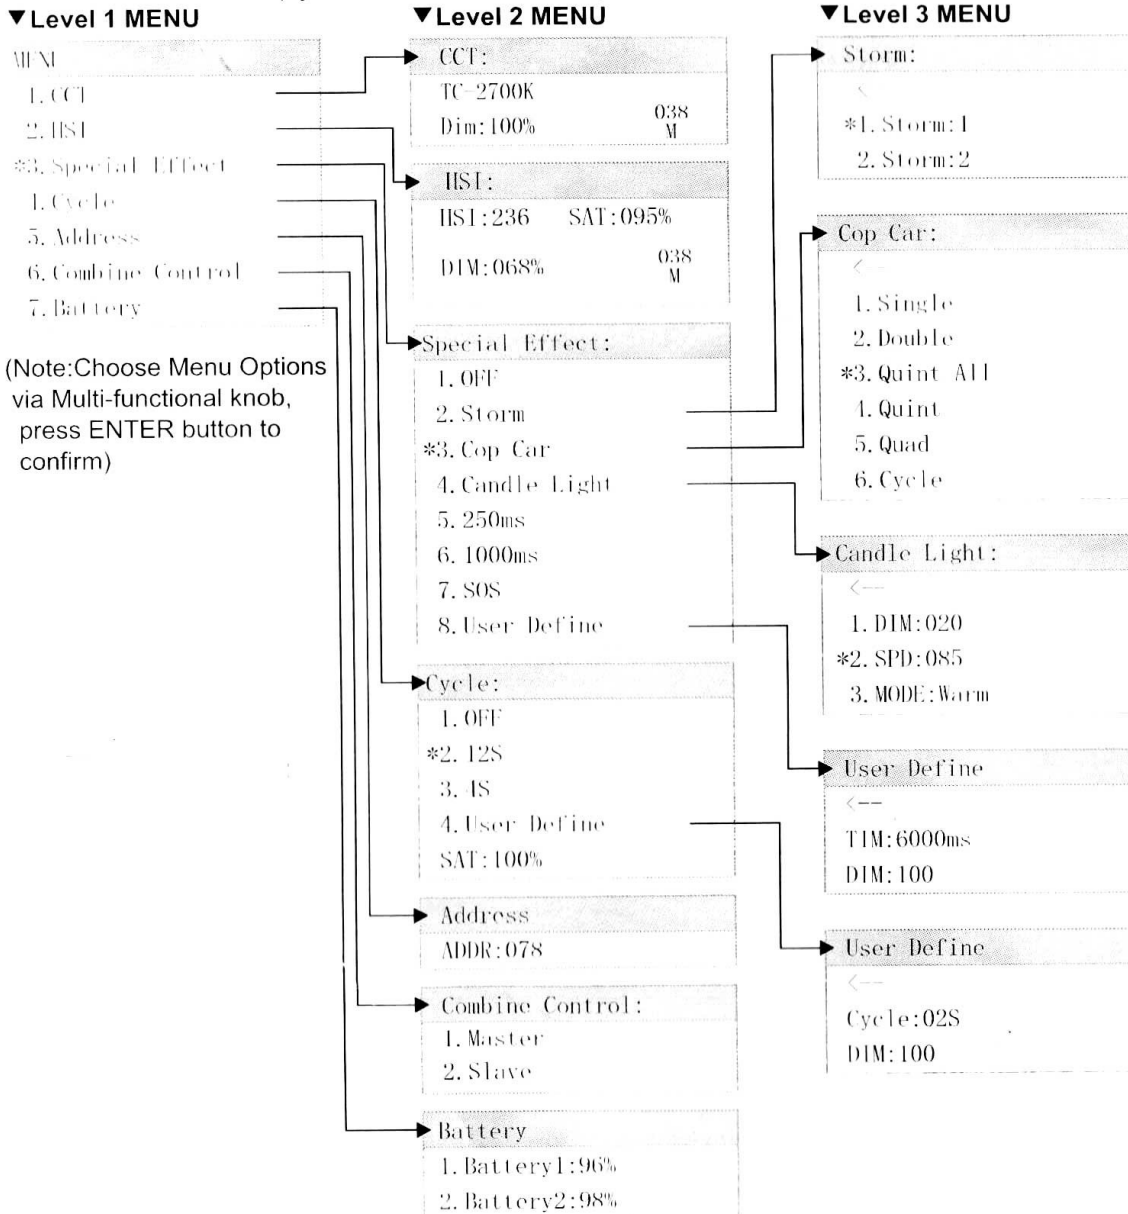 ▼Level 1 MENU
MENU
1. CCT
2. HSI
*3. Special Effect
4. Cycle
5. Address
6. Combine Control
7. Battery
(Note:Choose Menu Options
via Multi-functional knob,
press ENTER button to
confirm)
▼Level 2 MENU
CCT:
TC-2700K
Dim:100%
038
M
HSI:
HSI:236 SAT:095%
DIM:068%
038
M
Special Effect:
1. OFF
2. Storm
*3. Cop Car
4. Candle Light
5. 250ms
6. 1000ms
7. SOS
8. User Define
Cycle:
1. OFF
*2. 12S
3. 4S
4. User Define
SAT:100%
Address
ADDR:078
Combine Control:
1. Master
2. Slave
Battery
1. Battery1:96%
2. Battery2:98%
▼Level 3 MENU
Storm:
<
*1. Storm:1
2. Storm:2
Cop Car:
<--
1. Single
2. Double
*3. Quint All
4. Quint
5. Quad
6. Cycle
Candle Light:
<--
1. DIM:020
*2. SPD:085
3. MODE:Warm
User Define
<--
TIM:6000ms
DIM:100
User Define
<--
Cycle:02S
DIM:100